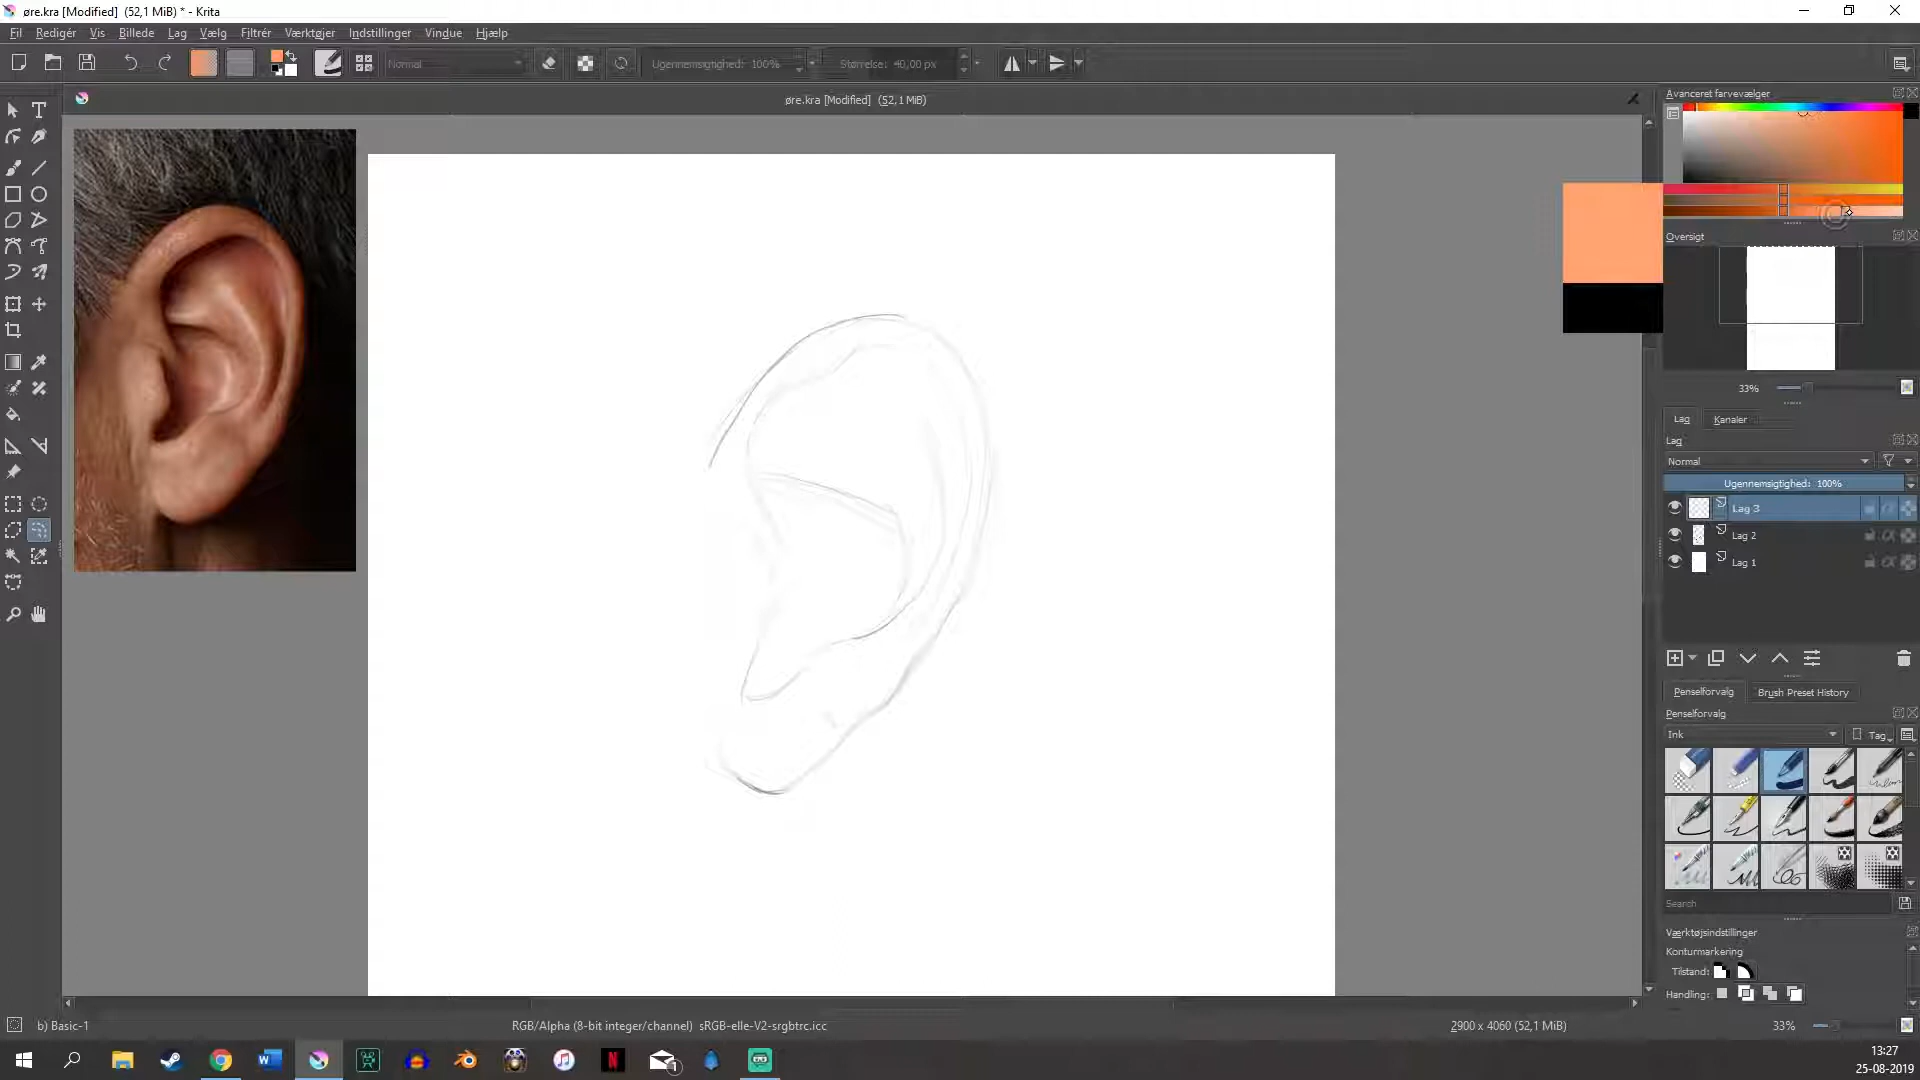 øre.kra [Modified] (52,1 MiB) * - Krita
Fil Redigér Vis Billede Lag Vælg Filtrér Værktøjer Indstillinger Vindue Hjælp
Normal
Ugennemsigtighed: 100%
Størrelse: 40,00 px
øre.kra [Modified] (52,1 MiB)
Avanceret farvevælger
Oversigt
33%
Lag Kanaler
Lag
Normal
Ugennemsigtighed: 100%
Lag 3
Lag 2
Lag 1
Penselforvalg Brush Preset History
Penselforvalg
Ink
Tag
Search
Værktøjsindstillinger
Konturmarkering
Tilstand:
Handling:
b) Basic-1
RGB/Alpha (8-bit integer/channel) sRGB-elle-V2-srgbtrc.icc
2900 x 4060 (52,1 MiB)
33%
13:27
25-08-2019